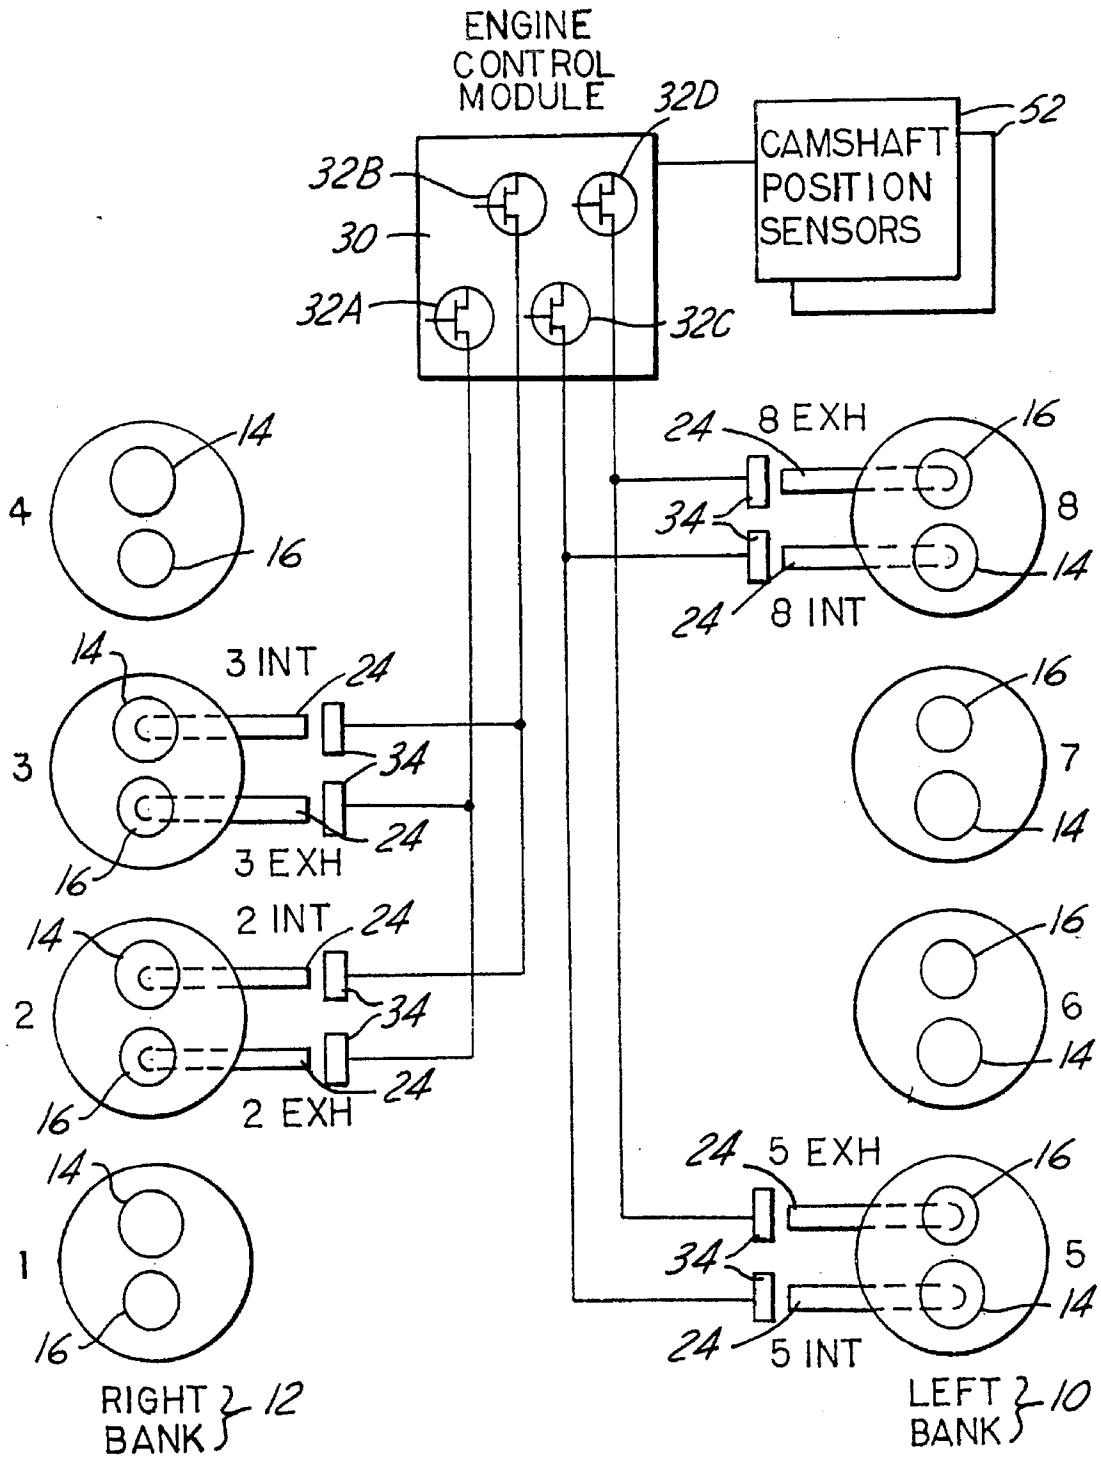 ENGINE
CONTROL
MODULE
32D
52
CAMSHAFT
POSITION
SENSORS
32B
30
32A
32C
14
4
16
24
8 EXH
16
34
8
14
24
8 INT
14
3 INT
24
3
34
16
24
3 EXH
16
7
14
14
2 INT
24
2
34
16
24
2 EXH
16
6
14
14
1
16
24
5 EXH
16
34
5
14
24
5 INT
RIGHT
BANK
12
LEFT
BANK
10